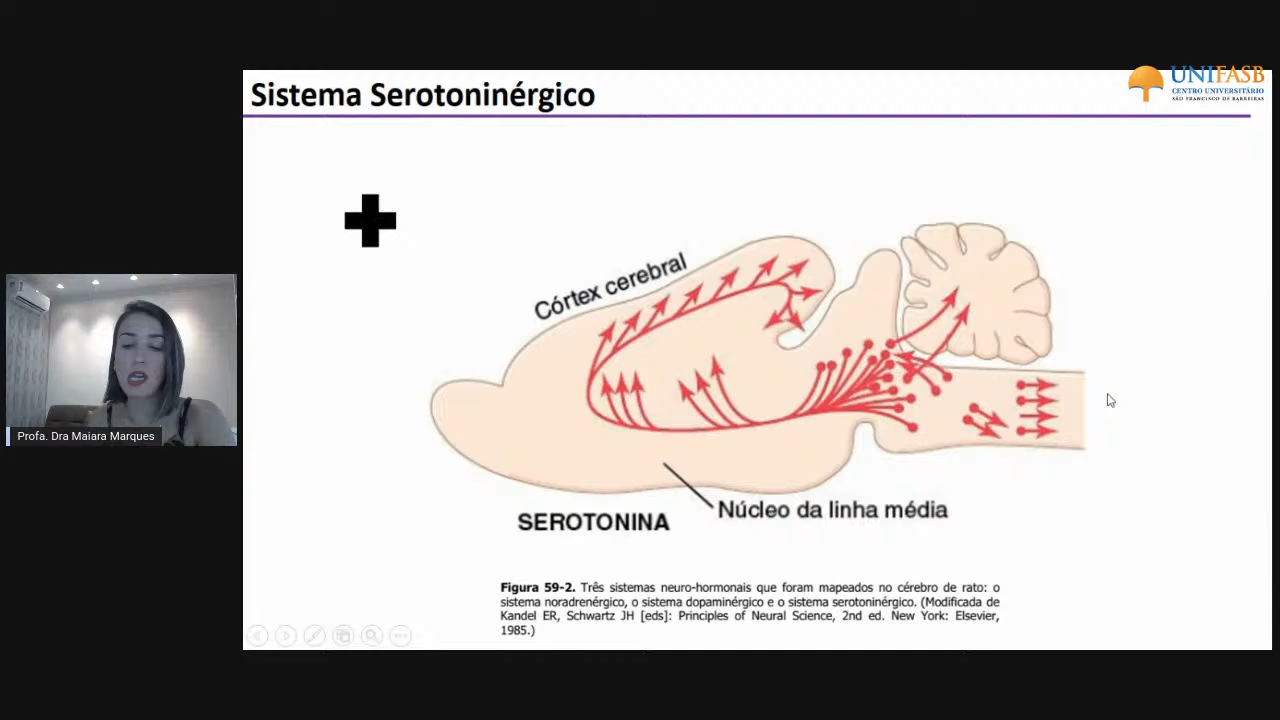 Sistema Serotoninérgico
UNIFASB
CENTRO UNIVERSITÁRIO
SÃO FRANCISCO DE BARREIRAS
Córtex cerebral
Núcleo da linha média
SEROTONINA
Figura 59-2. Três sistemas neuro-hormonais que foram mapeados no cérebro de rato: o
sistema noradrenérgico, o sistema dopaminérgico e o sistema serotoninérgico. (Modificada de
Kandel ER, Schwartz JH [eds]: Principles of Neural Science, 2nd ed. New York: Elsevier,
1985.)
Profa. Dra Maiara Marques